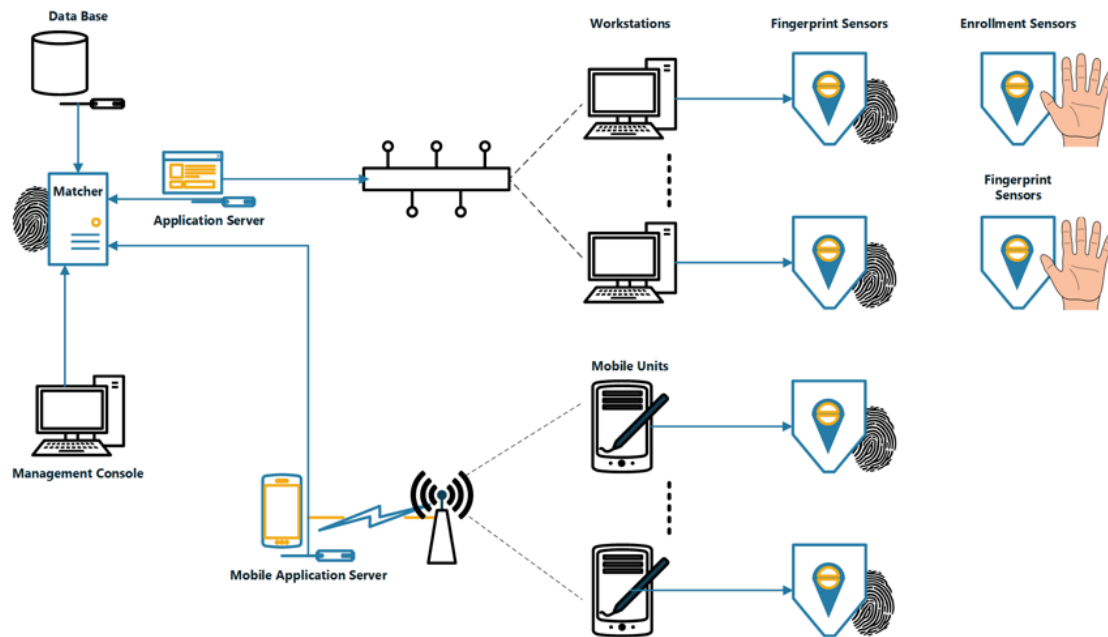 Data Base
Workstations
Fingerprint Sensors
Enrollment Sensors
Matcher
Application Server
Fingerprint
Sensors
Mobile Units
Management Console
Mobile Application Server